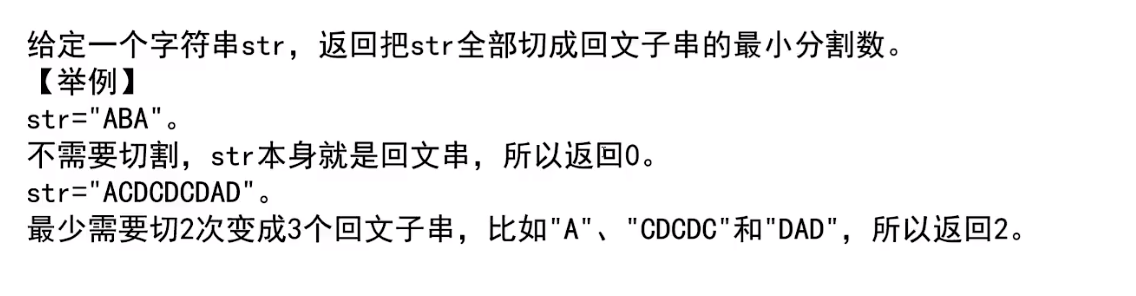 给定一个字符串str，返回把str全部切成回文子串的最小分割数。
【举例】
str="ABA"。
不需要切割，str本身就是回文串，所以返回0。
str="ACDCDCDAD"。
最少需要切2次变成3个回文子串，比如"A"、"CDCDC"和"DAD"，所以返回2。